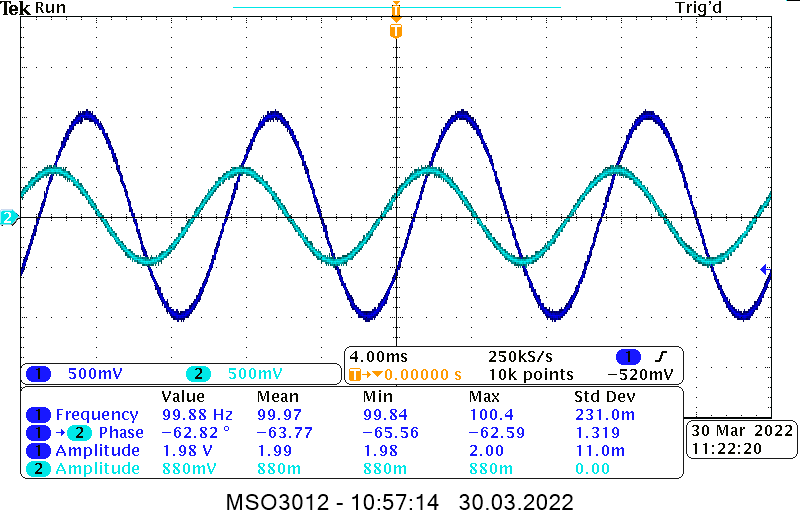 Tek Run Trig'd
T
T
2
4.00ms 250kS/s 1
1 500mV 2 500mV T→▼0.00000 s 10k points −520mV
Value Mean Min Max Std Dev
1 Frequency 99.88 Hz 99.97 99.84 100.4 231.0m
1 →2 Phase −62.82 ° −63.77 −65.56 −62.59 1.319
1 Amplitude 1.98 V 1.99 1.98 2.00 11.0m
2 Amplitude 880mV 880m 880m 880m 0.00
30 Mar 2022
11:22:20
MSO3012 - 10:57:14 30.03.2022